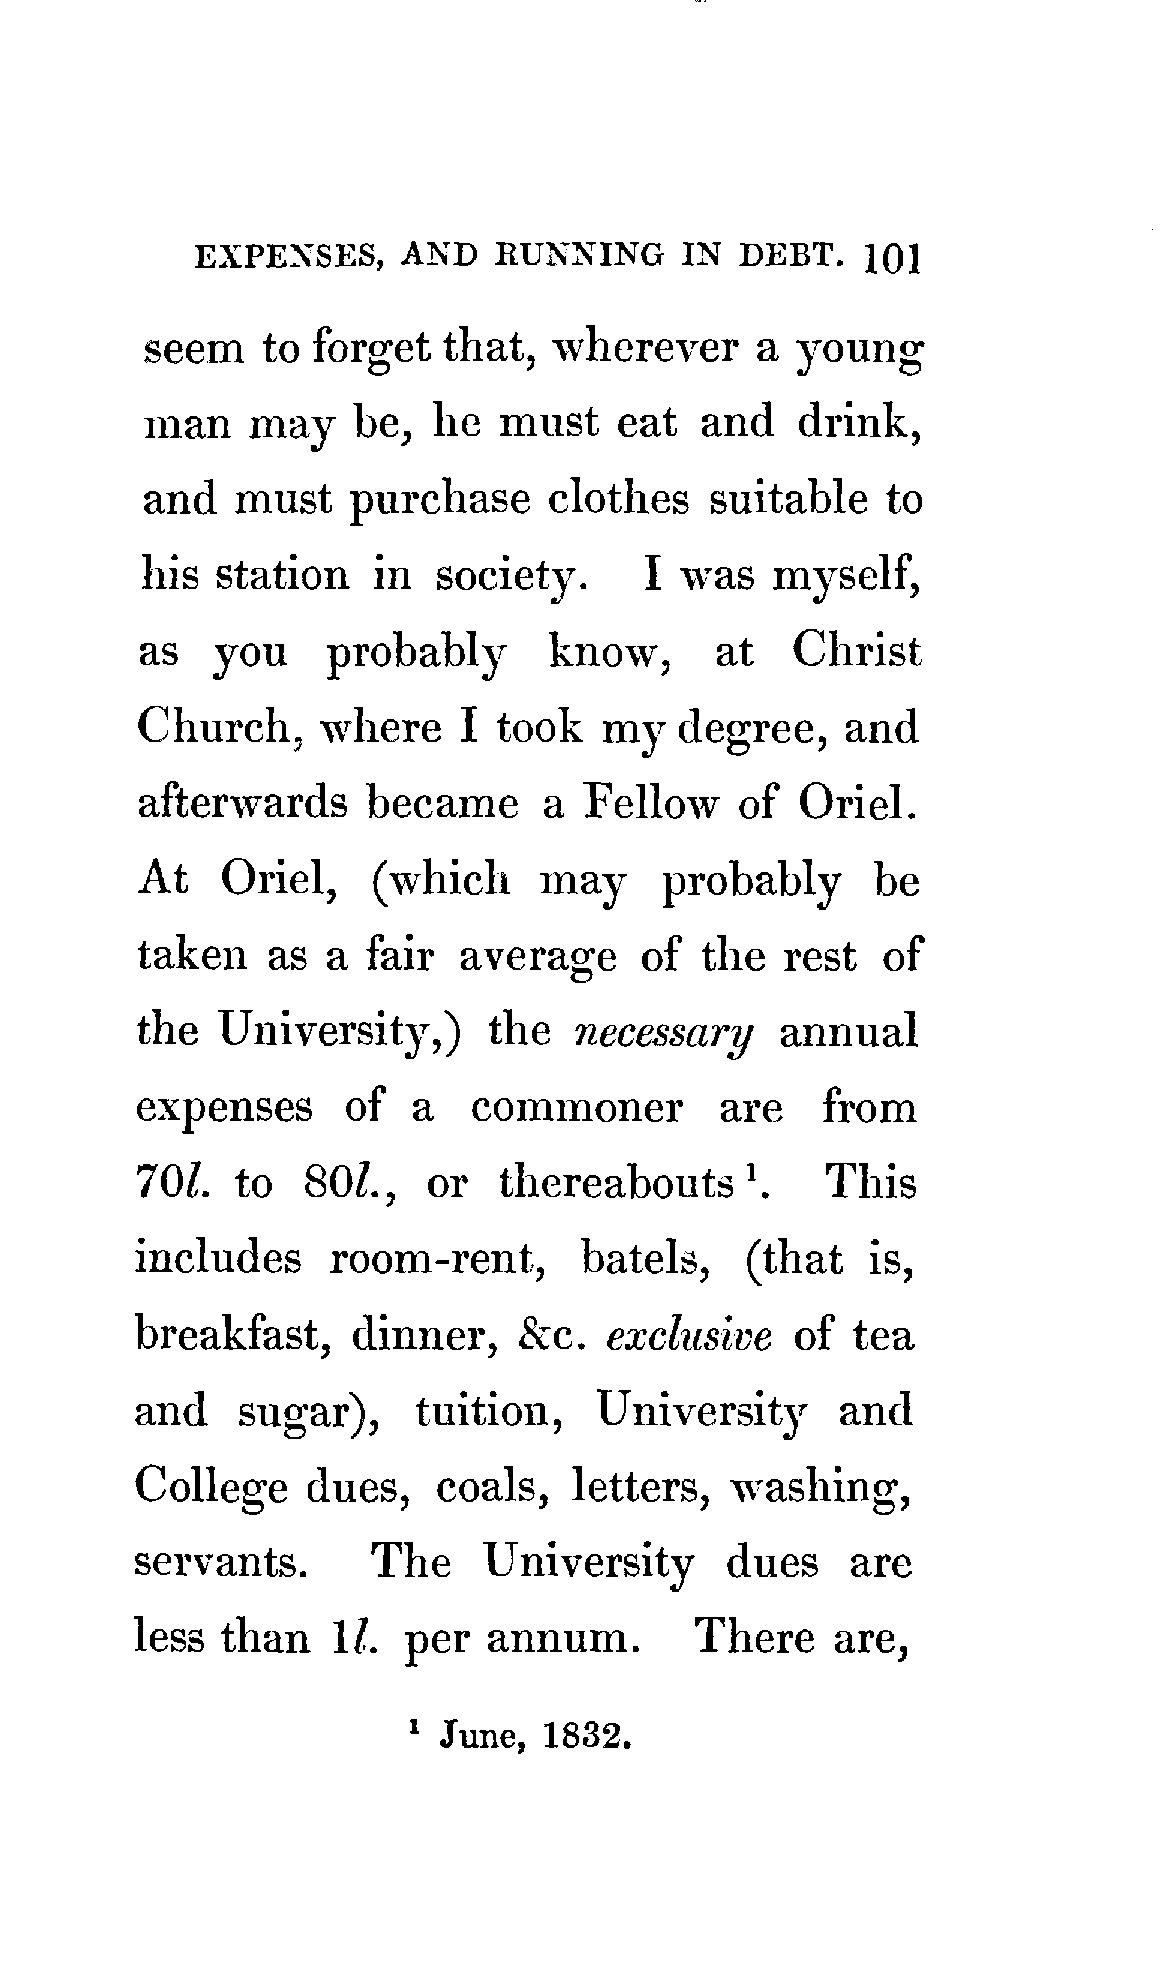 EXPENSES, AND RUNNING IN DEBT. 101
seem to forget that, wherever a young
man may be, he must eat and drink,
and must purchase clothes suitable to
his station in society. I was myself,
as you probably know, at Christ
Church, where I took my degree, and
afterwards became a Fellow of Oriel.
At Oriel, (which may probably be
taken as a fair average of the rest of
the University,) the necessary annual
expenses of a commoner are from
70l. to 80l., or thereabouts ¹. This
includes room-rent, batels, (that is,
breakfast, dinner, &c. exclusive of tea
and sugar), tuition, University and
College dues, coals, letters, washing,
servants. The University dues are
less than 1l. per annum. There are,
¹ June, 1832.